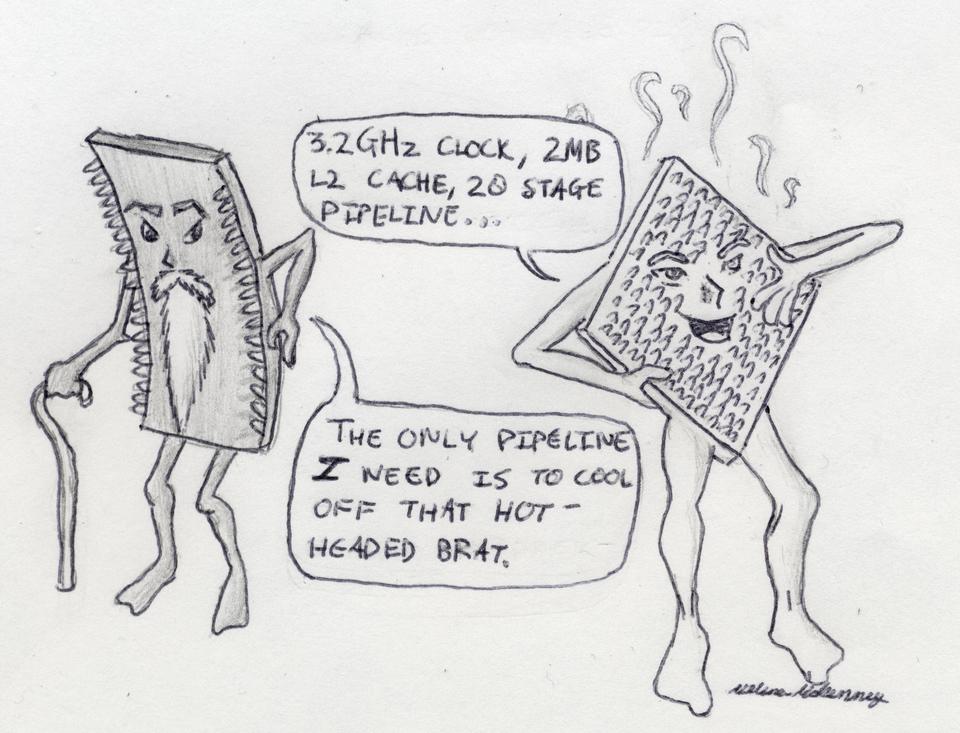 3.2GHz CLOCK, 2MB
L2 CACHE, 20 STAGE
PIPELINE...
THE ONLY PIPELINE
I NEED IS TO COOL
OFF THAT HOT-
HEADED BRAT.
Melissa McKenney